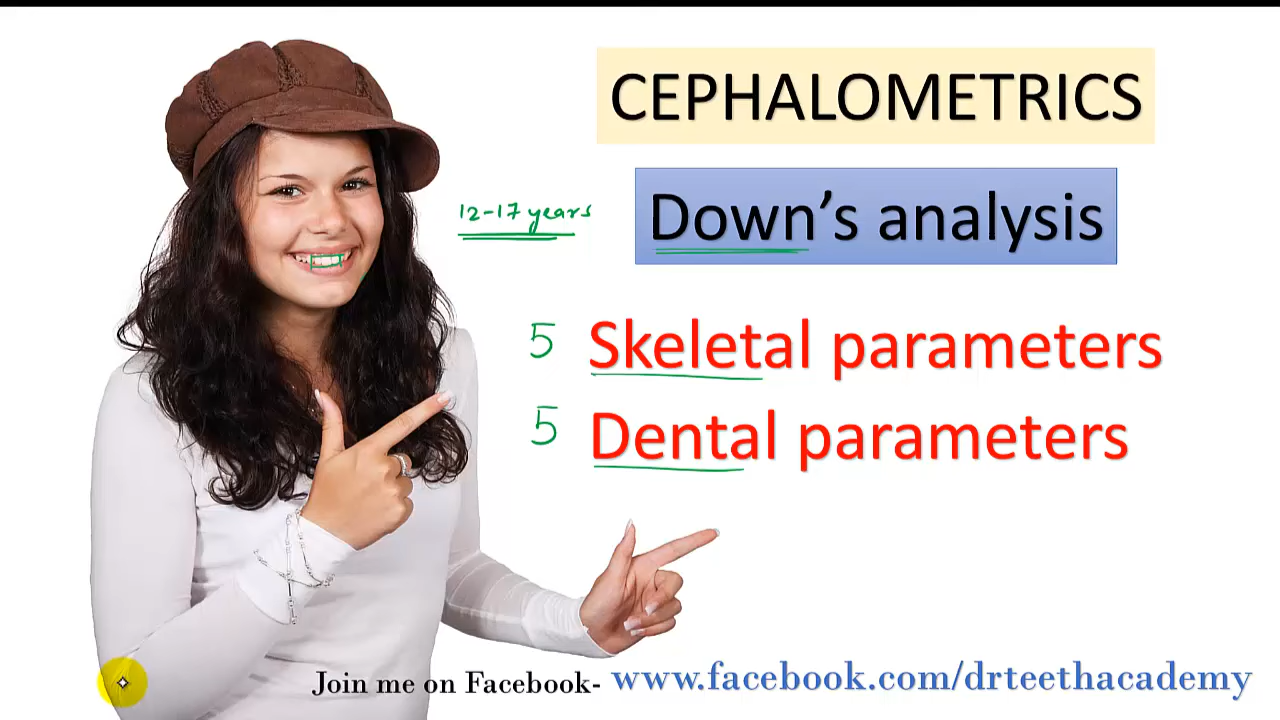 CEPHALOMETRICS
Down's analysis
12-17 years
5 Skeletal parameters
5 Dental parameters
Join me on Facebook- www.facebook.com/drteethacademy